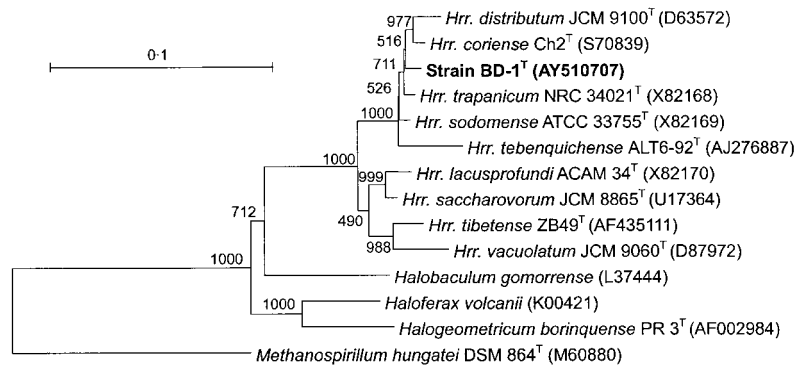 977
Hrr. distributum JCM 9100T (D63572)
516
Hrr. coriense Ch2T (S70839)
0·1
711
Strain BD-1T (AY510707)
526
Hrr. trapanicum NRC 34021T (X82168)
1000
Hrr. sodomense ATCC 33755T (X82169)
Hrr. tebenquichense ALT6-92T (AJ276887)
1000
999
Hrr. lacusprofundi ACAM 34T (X82170)
Hrr. saccharovorum JCM 8865T (U17364)
712
490
Hrr. tibetense ZB49T (AF435111)
988
Hrr. vacuolatum JCM 9060T (D87972)
1000
Halobaculum gomorrense (L37444)
1000
Haloferax volcanii (K00421)
Halogeometricum borinquense PR 3T (AF002984)
Methanospirillum hungatei DSM 864T (M60880)